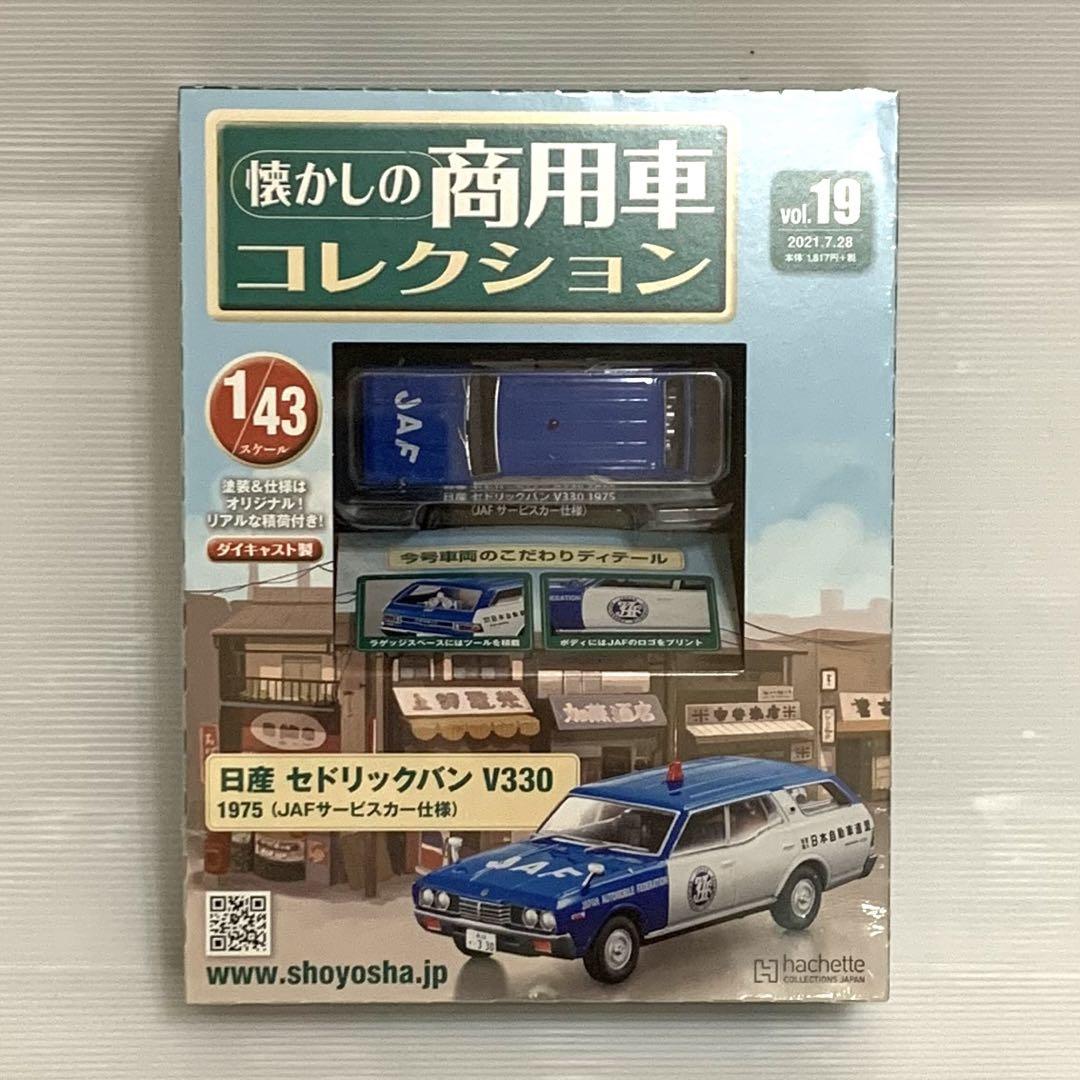 懐かしの商用車
コレクション
vol.19
2021.7.28
本体 1,817円+税
1/43
スケール
塗装&仕様は
オリジナル!
リアルな積荷付き!
ダイキャスト製
JAF
日産 セドリックバン V330 1975
(JAF サービスカー仕様)
今号車両のこだわりディテール
ラゲッジスペースにはツールを積載
ボディにはJAFのロゴをプリント
日産 セドリックバン V330
1975 (JAFサービスカー仕様)
JAF
JAPAN AUTOMOBILE FEDERATION
日本自動車連盟
3 30
www.shoyosha.jp
hachette
COLLECTIONS JAPAN